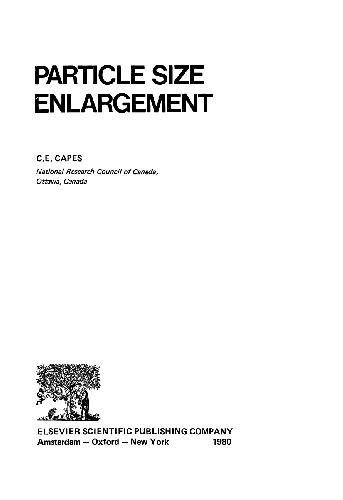 PARTICLE SIZE
ENLARGEMENT
C.E. CAPES
National Research Council of Canada,
Ottawa, Canada
ELSEVIER SCIENTIFIC PUBLISHING COMPANY
Amsterdam — Oxford — New York 1980